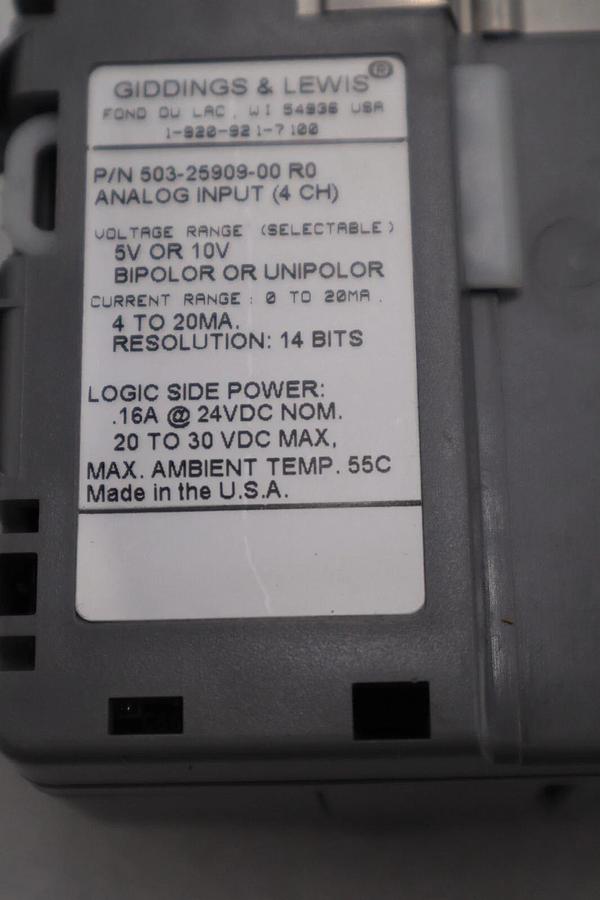 GIDDINGS & LEWIS®
FOND DU LAC, WI 54936 USA
1-920-921-7100
P/N 503-25909-00 R0
ANALOG INPUT (4 CH)
VOLTAGE RANGE (SELECTABLE)
5V OR 10V
BIPOLOR OR UNIPOLOR
CURRENT RANGE: 0 TO 20MA.
4 TO 20MA.
RESOLUTION: 14 BITS
LOGIC SIDE POWER:
.16A @ 24VDC NOM.
20 TO 30 VDC MAX,
MAX. AMBIENT TEMP. 55C
Made in the U.S.A.